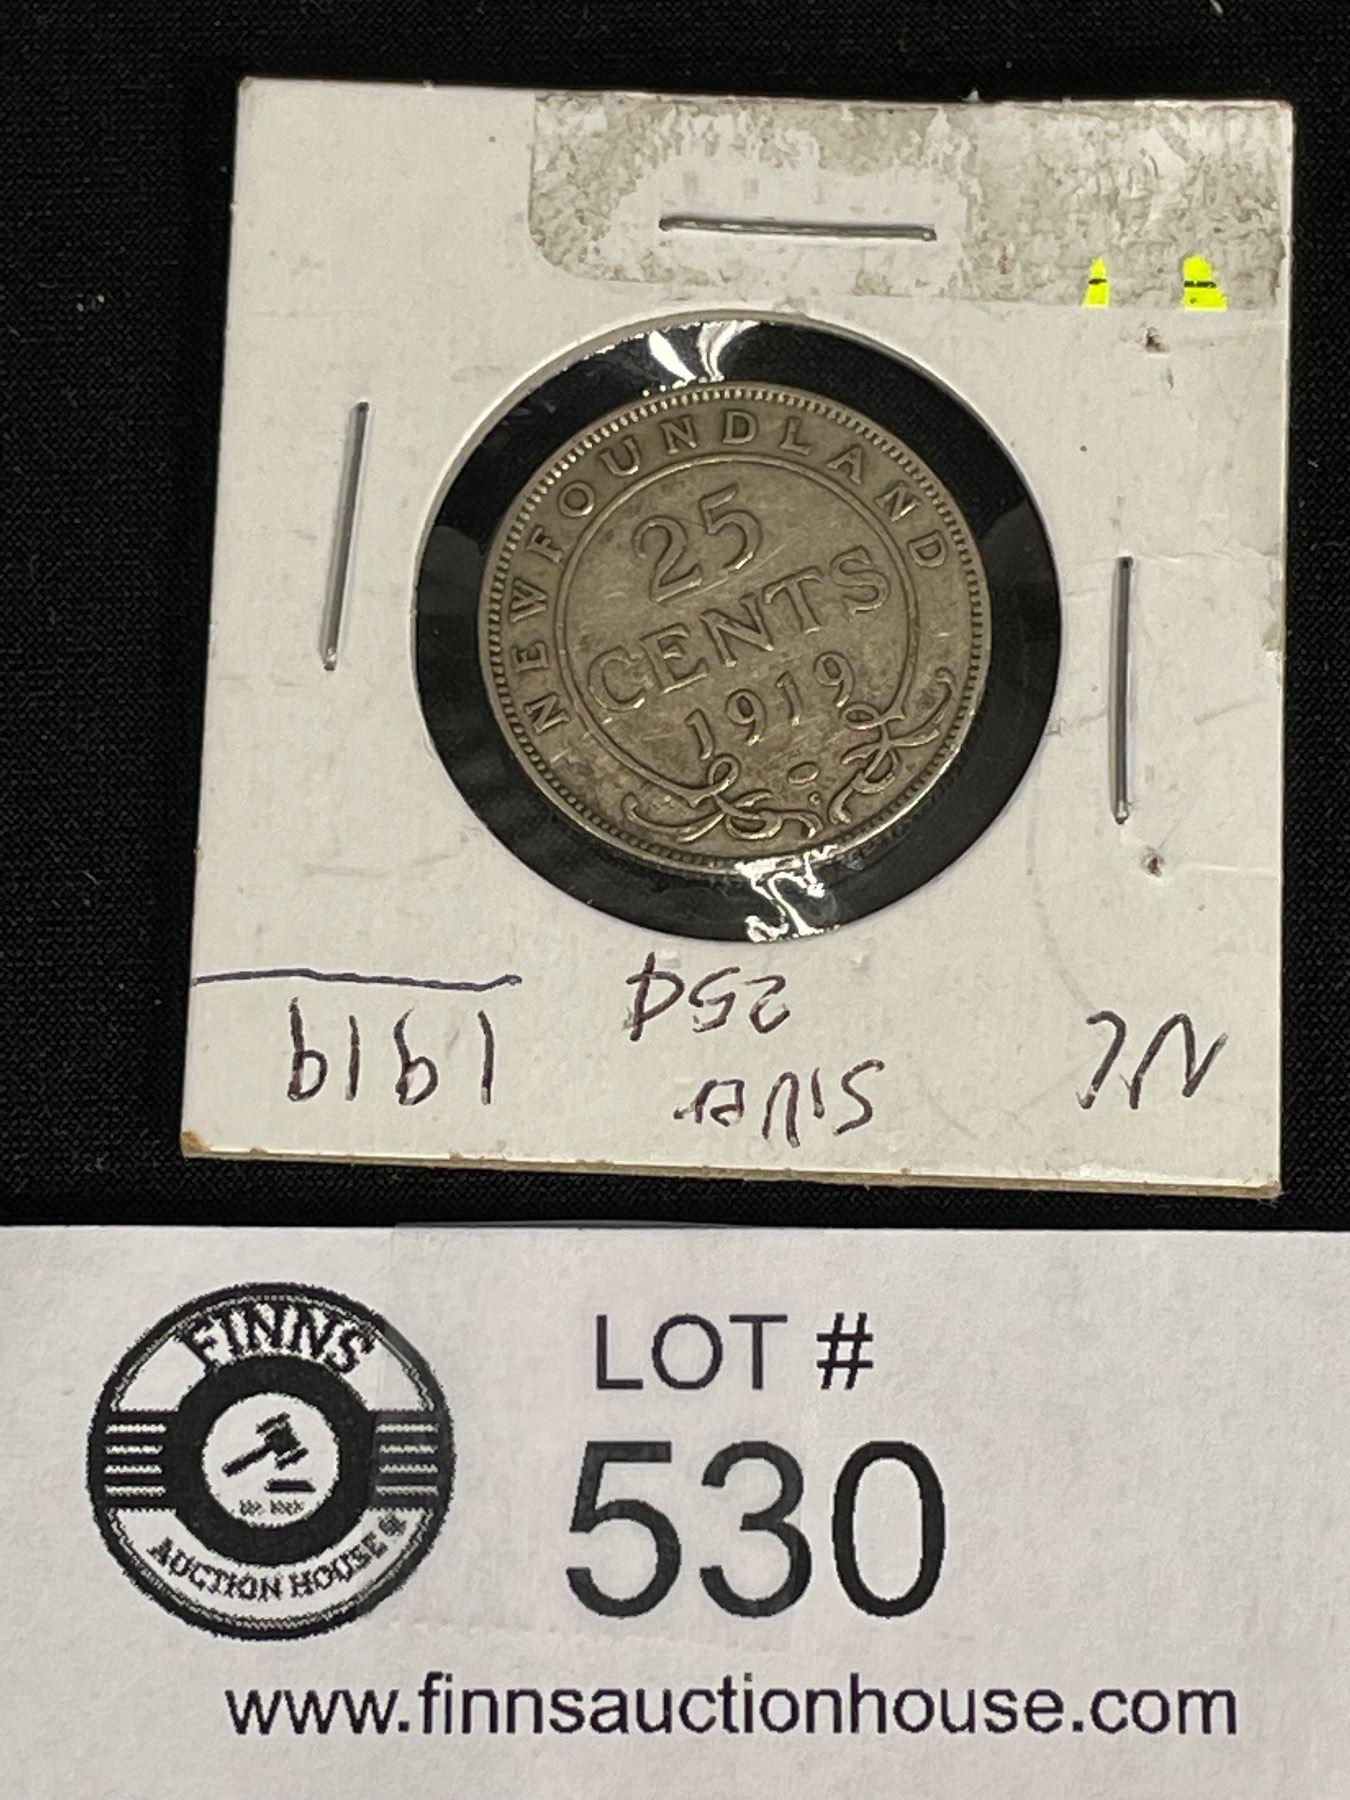 NEWFOUNDLAND
25
CENTS
1919
NL
SilveR
25¢
1919
FINNS
AUCTION HOUSE
LOT #
530
www.finnsauctionhouse.com